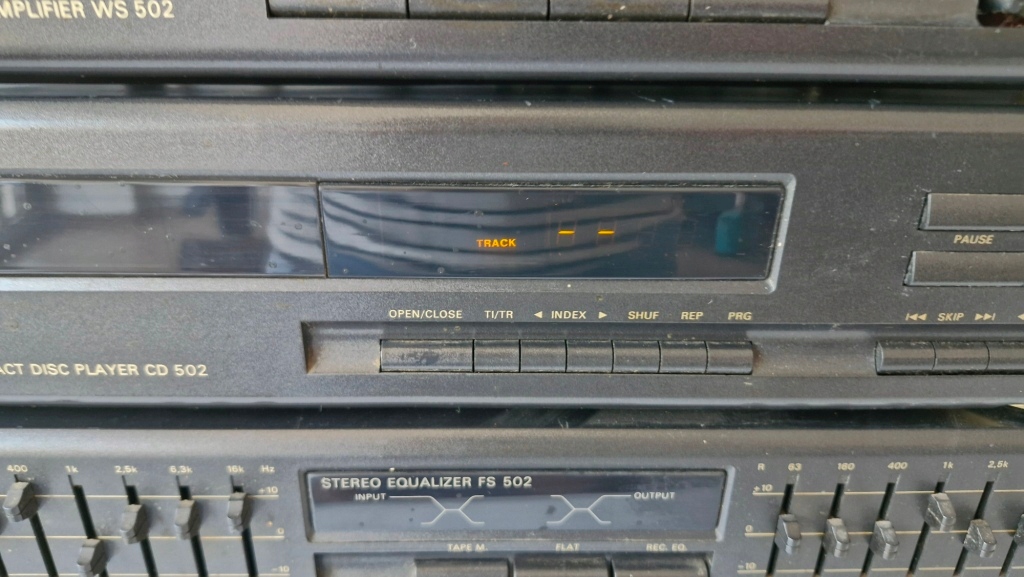 MPLIFIER WS 502
TRACK - -
PAUSE
OPEN/CLOSE TI/TR ◄ INDEX ► SHUF REP PRG
I◄◄ SKIP ►►I ◄
ACT DISC PLAYER CD 502
400 1k 2,5k 6,3k 16k Hz
+10
0
-10
STEREO EQUALIZER FS 502
INPUT OUTPUT
TAPE M. FLAT REC. EQ.
R 63 160 400 1k 2,5k
+10
0
-10